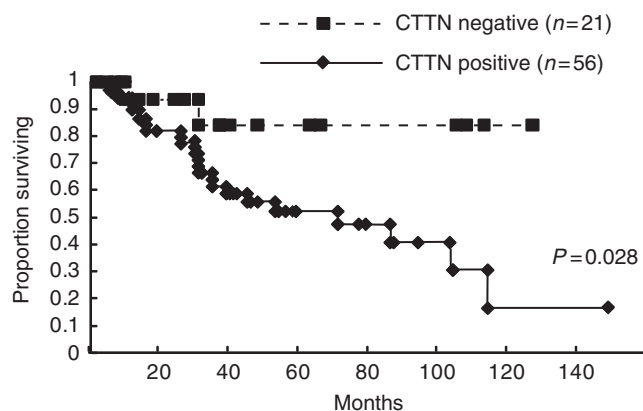 CTTN negative (n=21)
CTTN positive (n=56)
1
0.9
0.8
0.7
0.6
0.5
0.4
0.3
0.2
0.1
0
Proportion surviving
P=0.028
20 40 60 80 100 120 140
Months